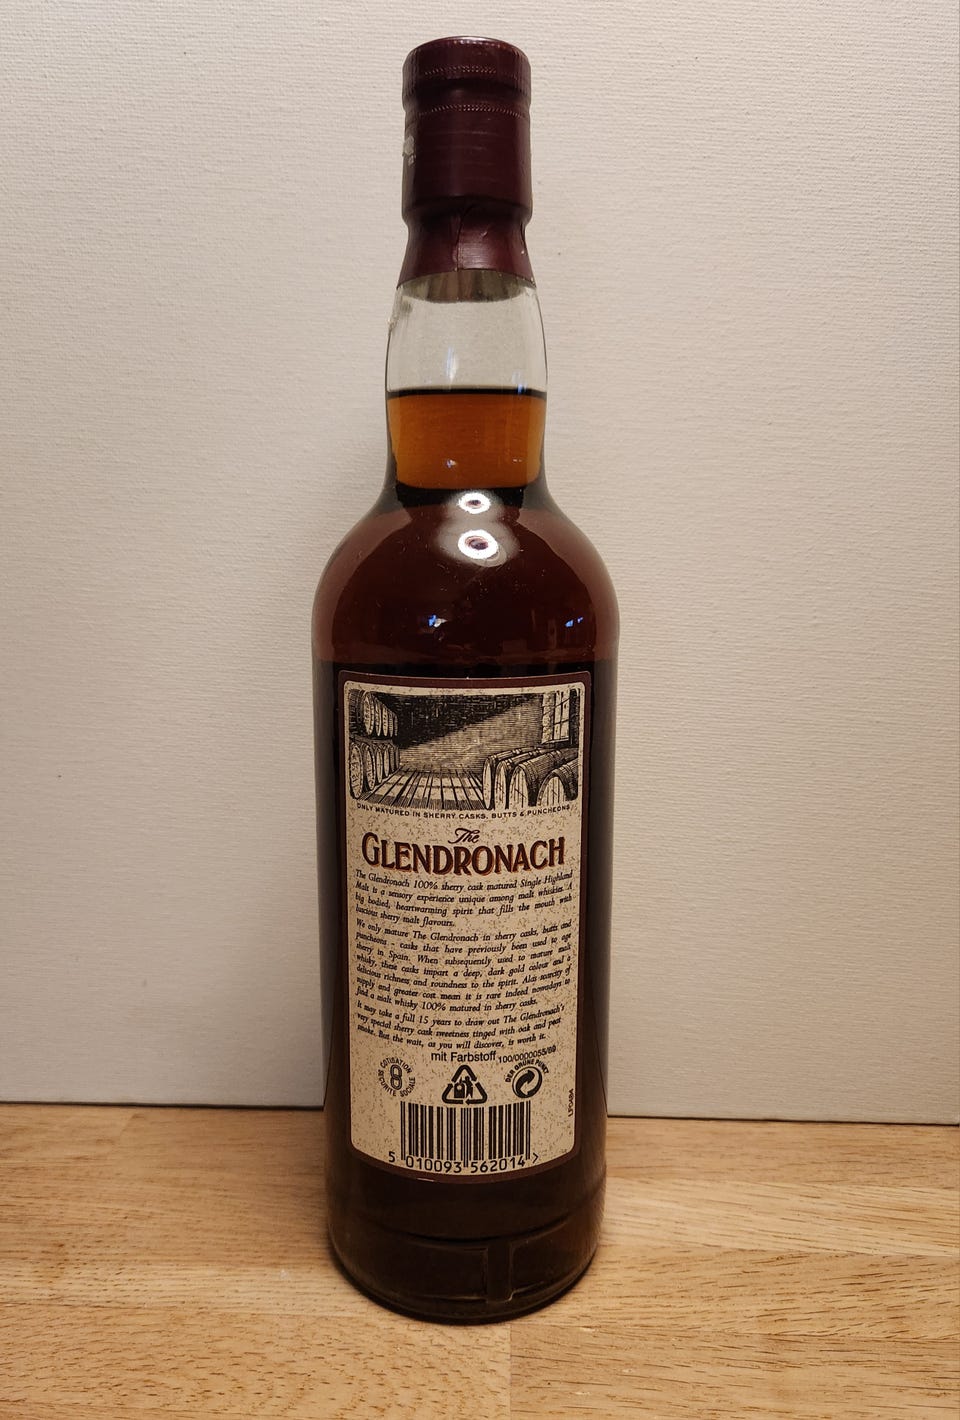 ONLY MATURED IN SHERRY CASKS, BUTTS & PUNCHEONS
The
GLENDRONACH
The Glendronach 100% sherry cask matured Single Highland
Malt is a sensory experience unique among malt whiskies. A
big bodied, heartwarming spirit that fills the mouth with
luscious sherry malt flavours.
We only mature The Glendronach in sherry casks, butts and
puncheons - casks that have previously been used to age
sherry in Spain. When subsequently used to mature malt
whisky, these casks impart a deep, dark gold colour and a
delicious richness and roundness to the spirit. Alas scarcity of
supply and greater cost mean it is rare indeed nowadays to
find a malt whisky 100% matured in sherry casks.
It may take a full 15 years to draw out The Glendronach's
very special sherry cask sweetness tinged with oak and peat
smoke. But the wait, as you will discover, is worth it.
mit Farbstoff 100/0000055/69
COTISATION SECURITE SOCIALE
DER GRÜNE PUNKT
LPD484
5 010093 562014 >